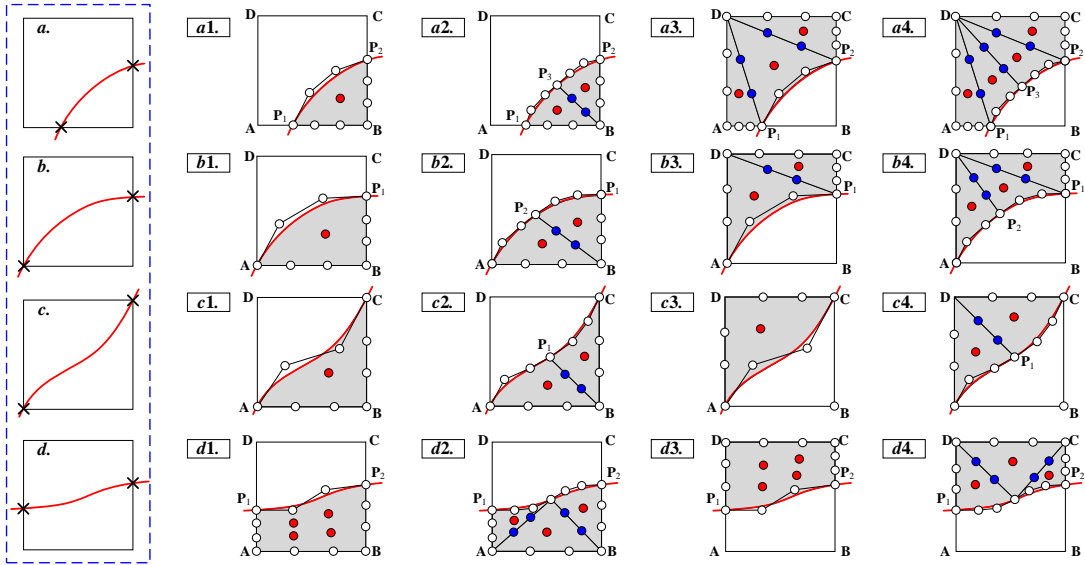 a. a1. D C P2 P1 A B a2. D C P2 P3 P1 A B a3. D C P2 P1 A B a4. D C P2 P3 P1 A B
b. b1. D C P1 A B b2. D C P1 P2 A B b3. D C P1 A B b4. D C P1 P2 A B
c. c1. D C A B c2. D C P1 A B c3. D C A B c4. D C P1 A B
d. d1. D C P2 P1 A B d2. D C P2 P1 A B d3. D C P2 P1 A B d4. D C P2 P1 A B